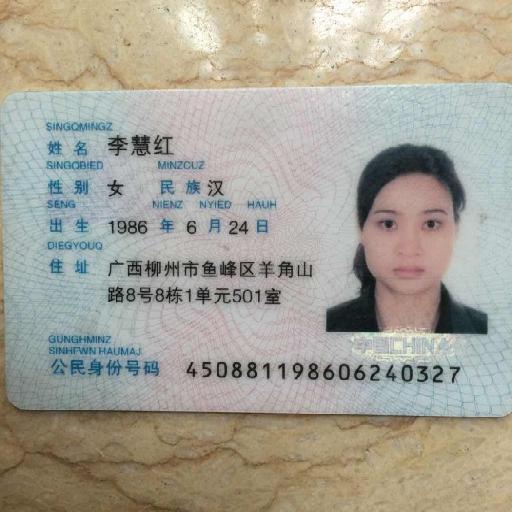 SINGQMINGZ
姓 名 李慧红
SINGQBIED MINZCUZ
性 别 女 民 族 汉
SENG NIENZ NYIED HAUH
出 生 1986 年 6 月 24 日
DIEGYOUQ
住 址 广西柳州市鱼峰区羊角山
路8号8栋1单元501室
GUNGHMINZ
SINHFWN HAUMAJ
公民身份号码 450881198606240327
中国CHINA